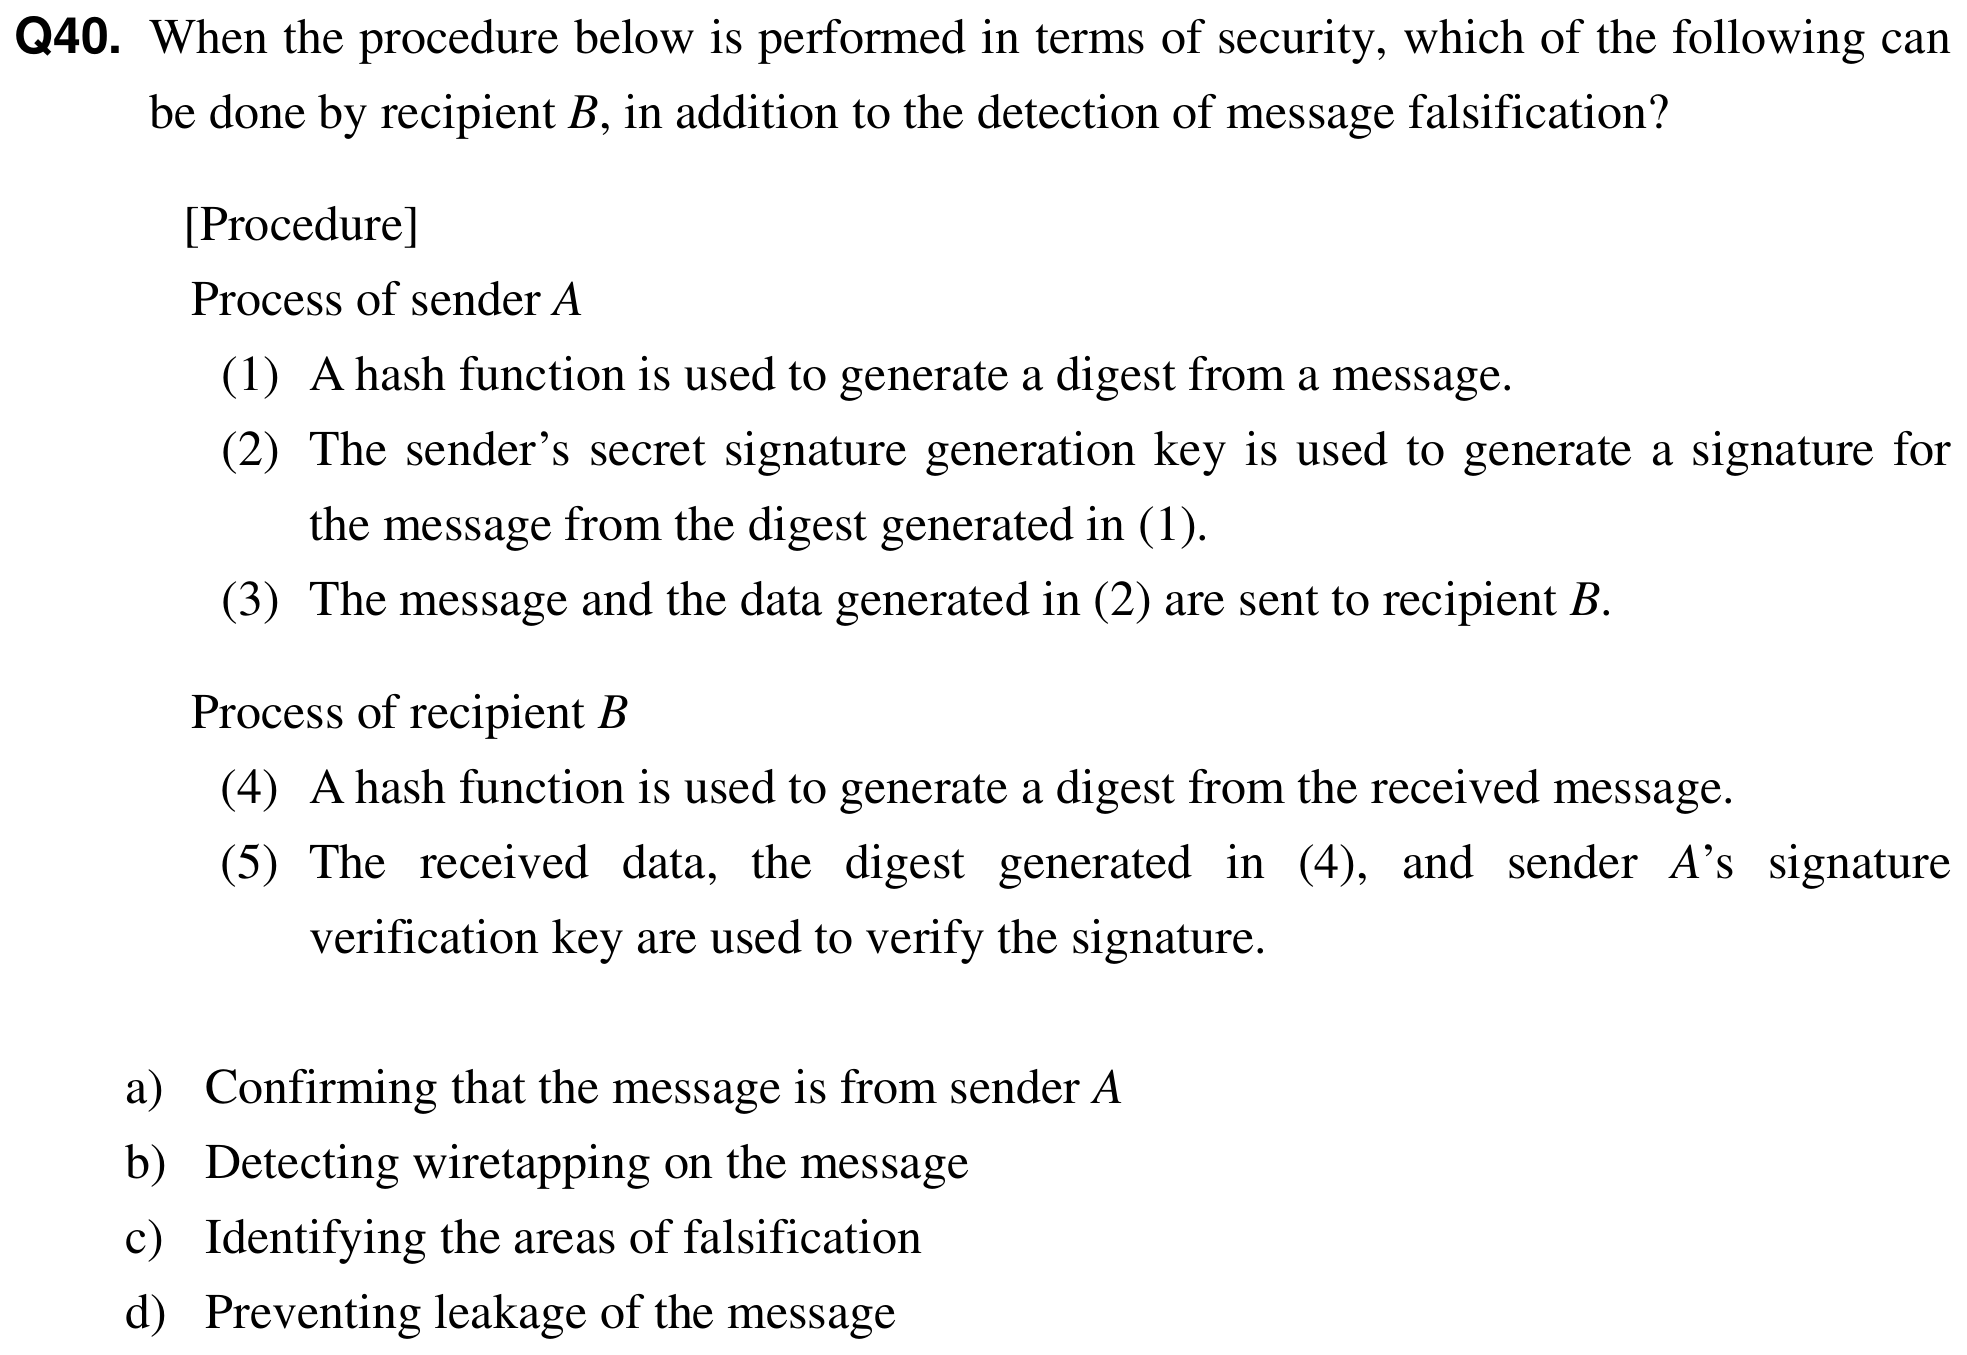 Q40. When the procedure below is performed in terms of security, which of the following can
be done by recipient B, in addition to the detection of message falsification?
[Procedure]
Process of sender A
(1) A hash function is used to generate a digest from a message.
(2) The sender’s secret signature generation key is used to generate a signature for
the message from the digest generated in (1).
(3) The message and the data generated in (2) are sent to recipient B.
Process of recipient B
(4) A hash function is used to generate a digest from the received message.
(5) The received data, the digest generated in (4), and sender A’s signature
verification key are used to verify the signature.
a) Confirming that the message is from sender A
b) Detecting wiretapping on the message
c) Identifying the areas of falsification
d) Preventing leakage of the message